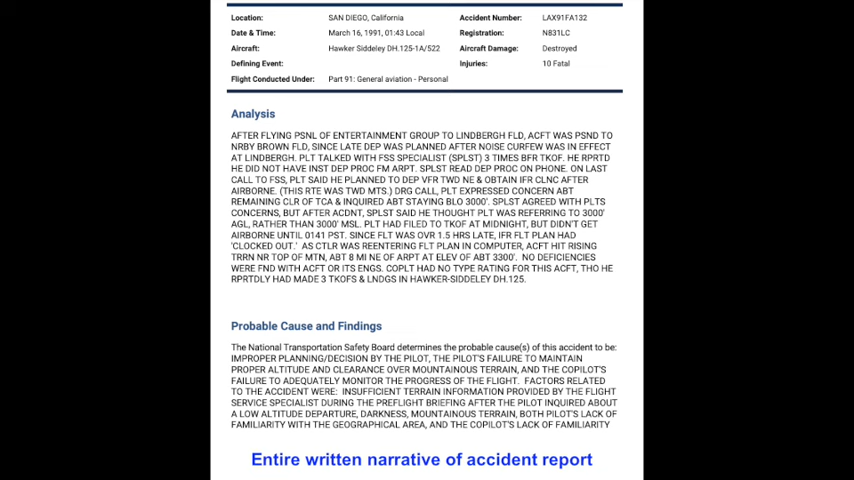 Location: SAN DIEGO, California Accident Number: LAX91FA132
Date & Time: March 16, 1991, 01:43 Local Registration: N831LC
Aircraft: Hawker Siddeley DH.125-1A/522 Aircraft Damage: Destroyed
Defining Event: Injuries: 10 Fatal
Flight Conducted Under: Part 91: General aviation - Personal
Analysis
AFTER FLYING PSNL OF ENTERTAINMENT GROUP TO LINDBERGH FLD, ACFT WAS PSND TO
NRBY BROWN FLD, SINCE LATE DEP WAS PLANNED AFTER NOISE CURFEW WAS IN EFFECT
AT LINDBERGH. PLT TALKED WITH FSS SPECIALIST (SPLST) 3 TIMES BFR TKOF. HE RPRTD
HE DID NOT HAVE INST DEP PROC FM ARPT. SPLST READ DEP PROC ON PHONE. ON LAST
CALL TO FSS, PLT SAID HE PLANNED TO DEP VFR TWD NE & OBTAIN IFR CLNC AFTER
AIRBORNE. (THIS RTE WAS TWD MTS.) DRG CALL, PLT EXPRESSED CONCERN ABT
REMAINING CLR OF TCA & INQUIRED ABT STAYING BLO 3000'. SPLST AGREED WITH PLTS
CONCERNS, BUT AFTER ACDNT, SPLST SAID HE THOUGHT PLT WAS REFERRING TO 3000'
AGL, RATHER THAN 3000' MSL. PLT HAD FILED TO TKOF AT MIDNIGHT, BUT DIDN'T GET
AIRBORNE UNTIL 0141 PST. SINCE FLT WAS OVR 1.5 HRS LATE, IFR FLT PLAN HAD
'CLOCKED OUT.' AS CTLR WAS REENTERING FLT PLAN IN COMPUTER, ACFT HIT RISING
TRRN NR TOP OF MTN, ABT 8 MI NE OF ARPT AT ELEV OF ABT 3300'. NO DEFICIENCIES
WERE FND WITH ACFT OR ITS ENGS. COPLT HAD NO TYPE RATING FOR THIS ACFT, THO HE
RPRTDLY HAD MADE 3 TKOFS & LNDGS IN HAWKER-SIDDELEY DH.125.
Probable Cause and Findings
The National Transportation Safety Board determines the probable cause(s) of this accident to be:
IMPROPER PLANNING/DECISION BY THE PILOT, THE PILOT'S FAILURE TO MAINTAIN
PROPER ALTITUDE AND CLEARANCE OVER MOUNTAINOUS TERRAIN, AND THE COPILOT'S
FAILURE TO ADEQUATELY MONITOR THE PROGRESS OF THE FLIGHT. FACTORS RELATED
TO THE ACCIDENT WERE: INSUFFICIENT TERRAIN INFORMATION PROVIDED BY THE FLIGHT
SERVICE SPECIALIST DURING THE PREFLIGHT BRIEFING AFTER THE PILOT INQUIRED ABOUT
A LOW ALTITUDE DEPARTURE, DARKNESS, MOUNTAINOUS TERRAIN, BOTH PILOT'S LACK OF
FAMILIARITY WITH THE GEOGRAPHICAL AREA, AND THE COPILOT'S LACK OF FAMILIARITY
Entire written narrative of accident report